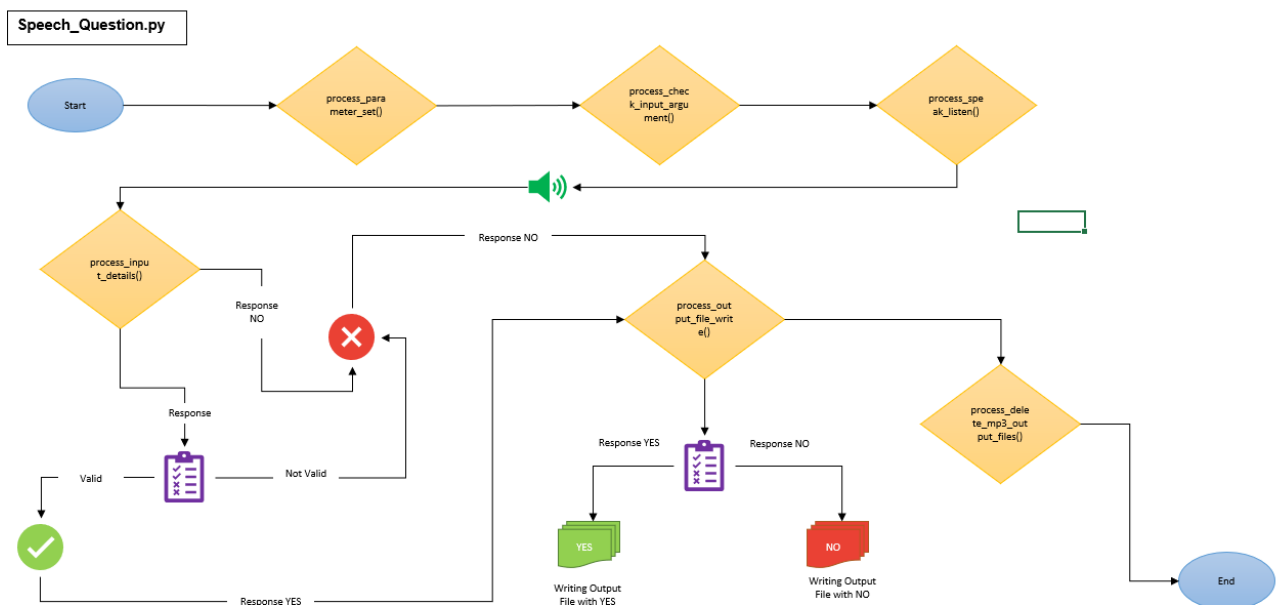 Speech_Question.py
Start
process_para
meter_set()
process_chec
k_input_argu
ment()
process_spe
ak_listen()
process_inpu
t_details()
Response
NO
Response NO
process_out
put_file_writ
e()
process_dele
te_mp3_out
put_files()
Response
Valid
Not Valid
Response YES
Response NO
YES
NO
Writing Output
File with YES
Writing Output
File with NO
Response YES
End